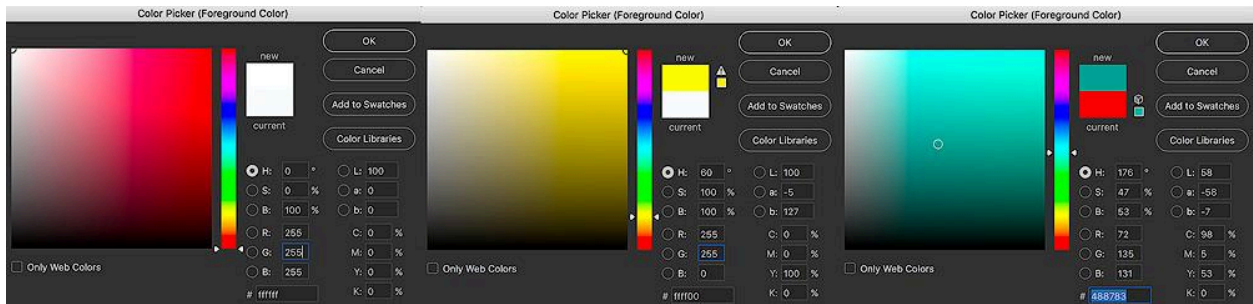 Color Picker (Foreground Color)
new
current
OK
Cancel
Add to Swatches
Color Libraries
H: 0 °
S: 0 %
B: 100 %
R: 255
G: 255
B: 255
# ffffff
L: 100
a: 0
b: 0
C: 0 %
M: 0 %
Y: 0 %
K: 0 %
Only Web Colors
Color Picker (Foreground Color)
new
current
OK
Cancel
Add to Swatches
Color Libraries
H: 60 °
S: 100 %
B: 100 %
R: 255
G: 255
B: 0
# ffff00
L: 100
a: -5
b: 127
C: 0 %
M: 0 %
Y: 100 %
K: 0 %
Only Web Colors
Color Picker (Foreground Color)
new
current
OK
Cancel
Add to Swatches
Color Libraries
H: 176 °
S: 47 %
B: 53 %
R: 72
G: 135
B: 131
# 488783
L: 58
a: -58
b: -7
C: 98 %
M: 5 %
Y: 53 %
K: 0 %
Only Web Colors